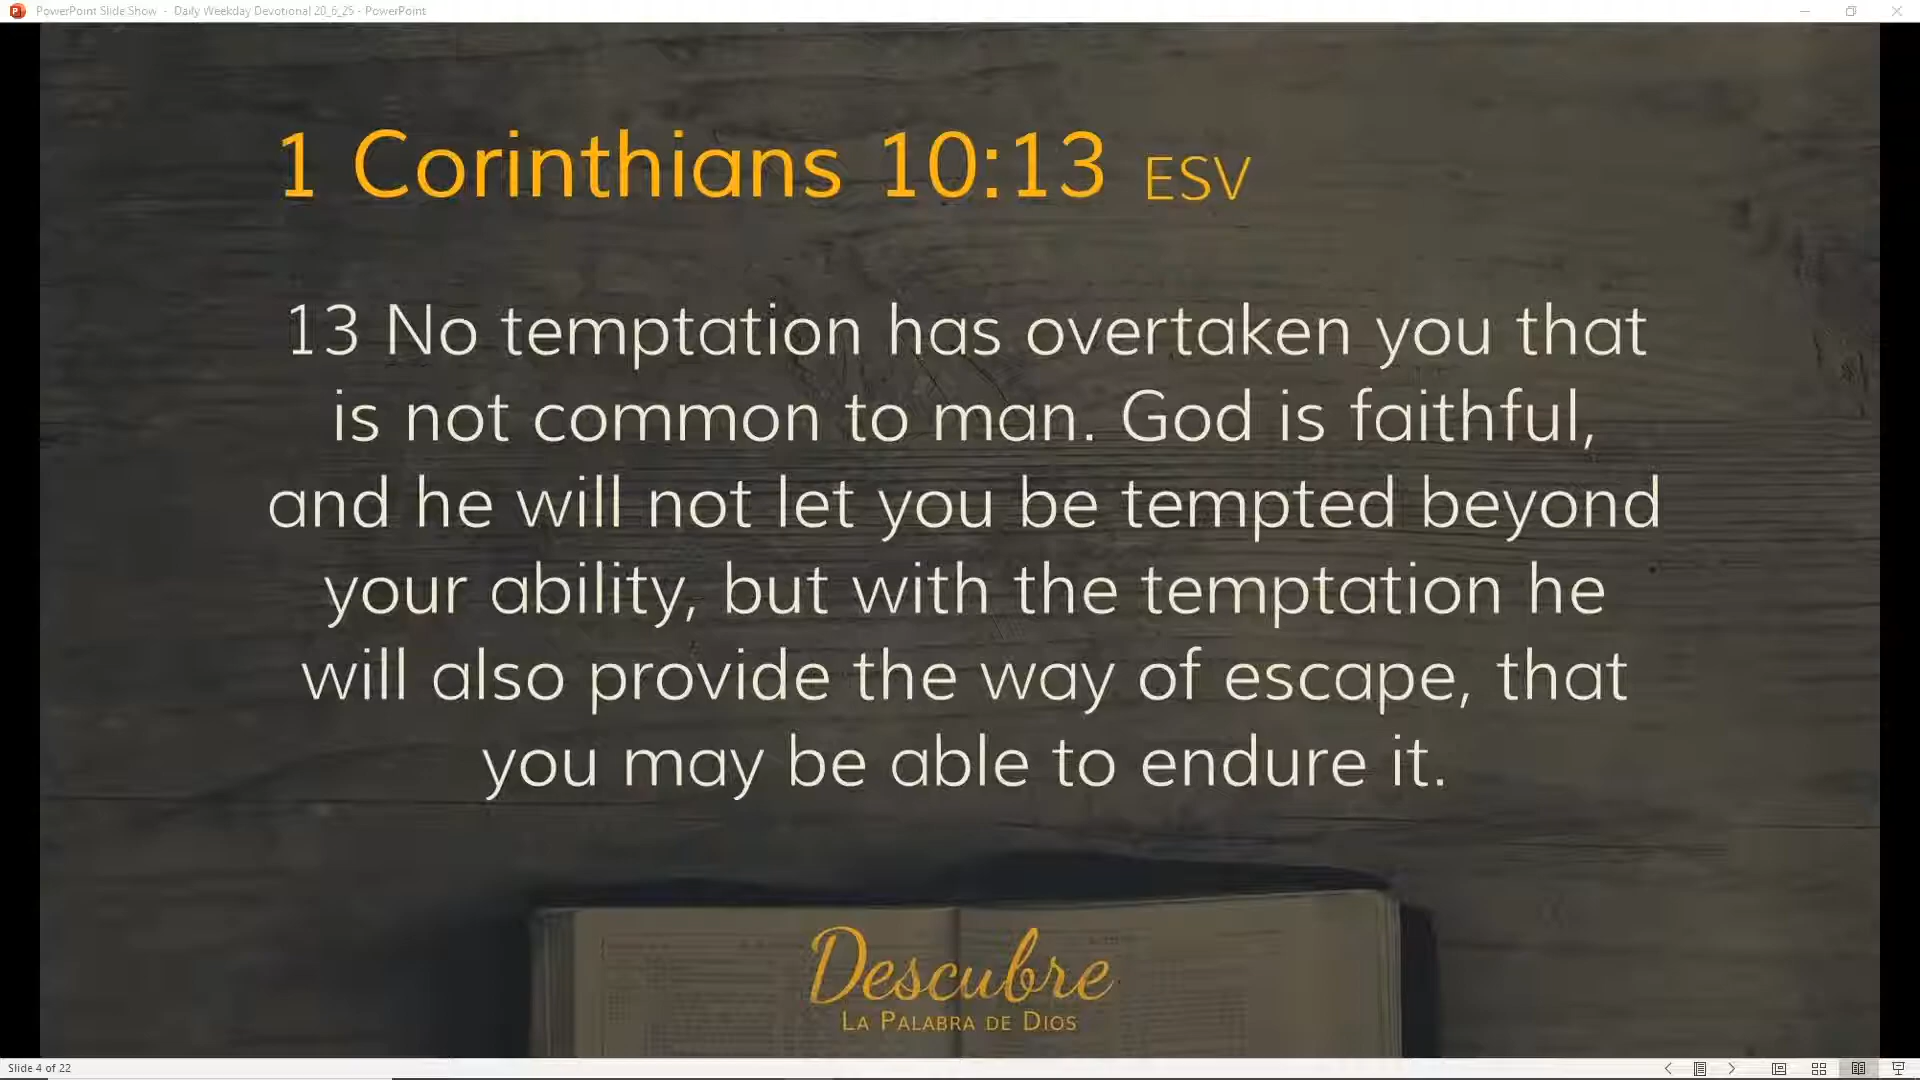 PowerPoint Slide Show - Daily Weekday Devotional 20_6_25 - PowerPoint
1 Corinthians 10:13 ESV
13 No temptation has overtaken you that
is not common to man. God is faithful,
and he will not let you be tempted beyond
your ability, but with the temptation he
will also provide the way of escape, that
you may be able to endure it.
Descubre
LA PALABRA DE DIOS
Slide 4 of 22